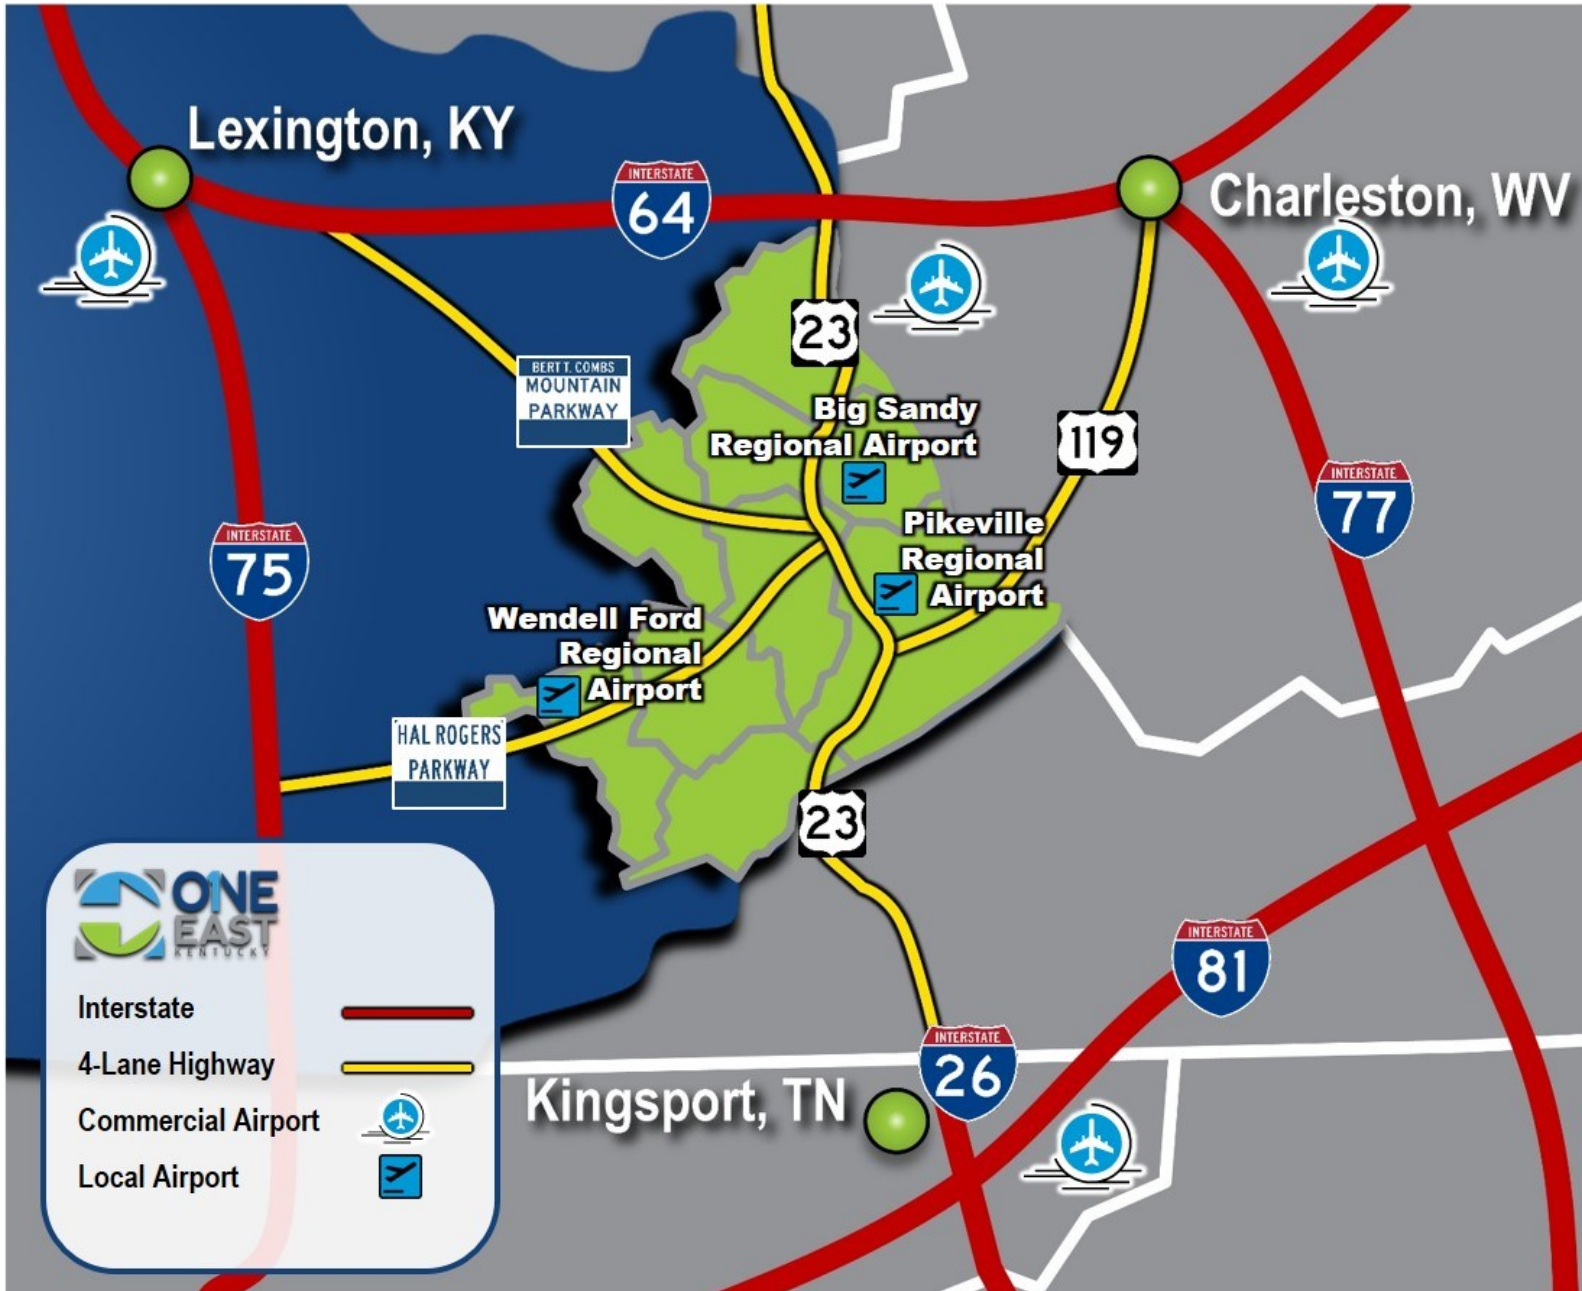 Lexington, KY
INTERSTATE
64
Charleston, WV
23
BERT T. COMBS
MOUNTAIN
PARKWAY
Big Sandy
Regional Airport
119
INTERSTATE
77
INTERSTATE
75
Pikeville
Regional
Airport
Wendell Ford
Regional
Airport
HAL ROGERS
PARKWAY
23
INTERSTATE
81
INTERSTATE
26
Kingsport, TN
ONE
EAST
KENTUCKY
Interstate
4-Lane Highway
Commercial Airport
Local Airport